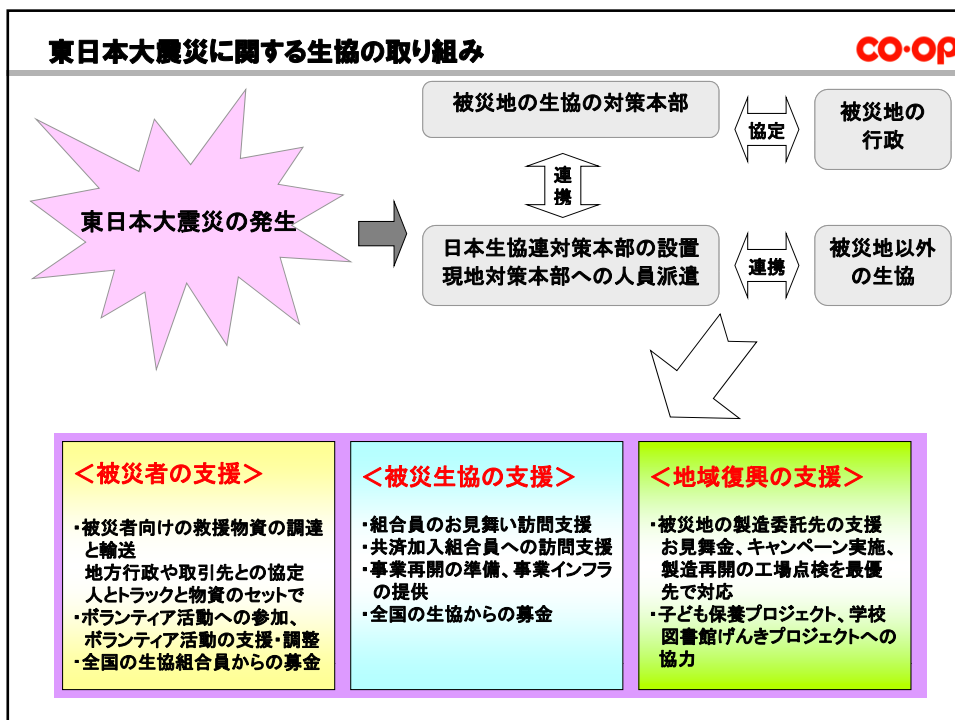 東日本大震災に関する生協の取り組み
CO·OP
東日本大震災の発生
被災地の生協の対策本部
協定
被災地の
行政
連
携
日本生協連対策本部の設置
現地対策本部への人員派遣
連携
被災地以外
の生協
＜被災者の支援＞
・被災者向けの救援物資の調達
と輸送
地方行政や取引先との協定
人とトラックと物資のセットで
・ボランティア活動への参加、
ボランティア活動の支援・調整
・全国の生協組合員からの募金
＜被災生協の支援＞
・組合員のお見舞い訪問支援
・共済加入組合員への訪問支援
・事業再開の準備、事業インフラ
の提供
・全国の生協からの募金
＜地域復興の支援＞
・被災地の製造委託先の支援
お見舞金、キャンペーン実施、
製造再開の工場点検を最優
先で対応
・子ども保養プロジェクト、学校
図書館げんきプロジェクトへの
協力